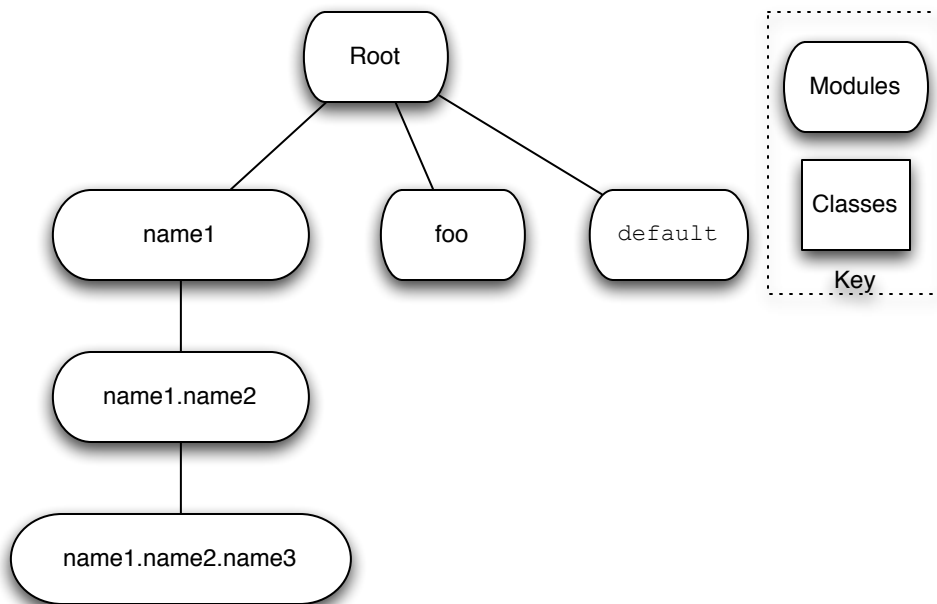 Root
Modules
Classes
Key
name1
foo
default
name1.name2
name1.name2.name3